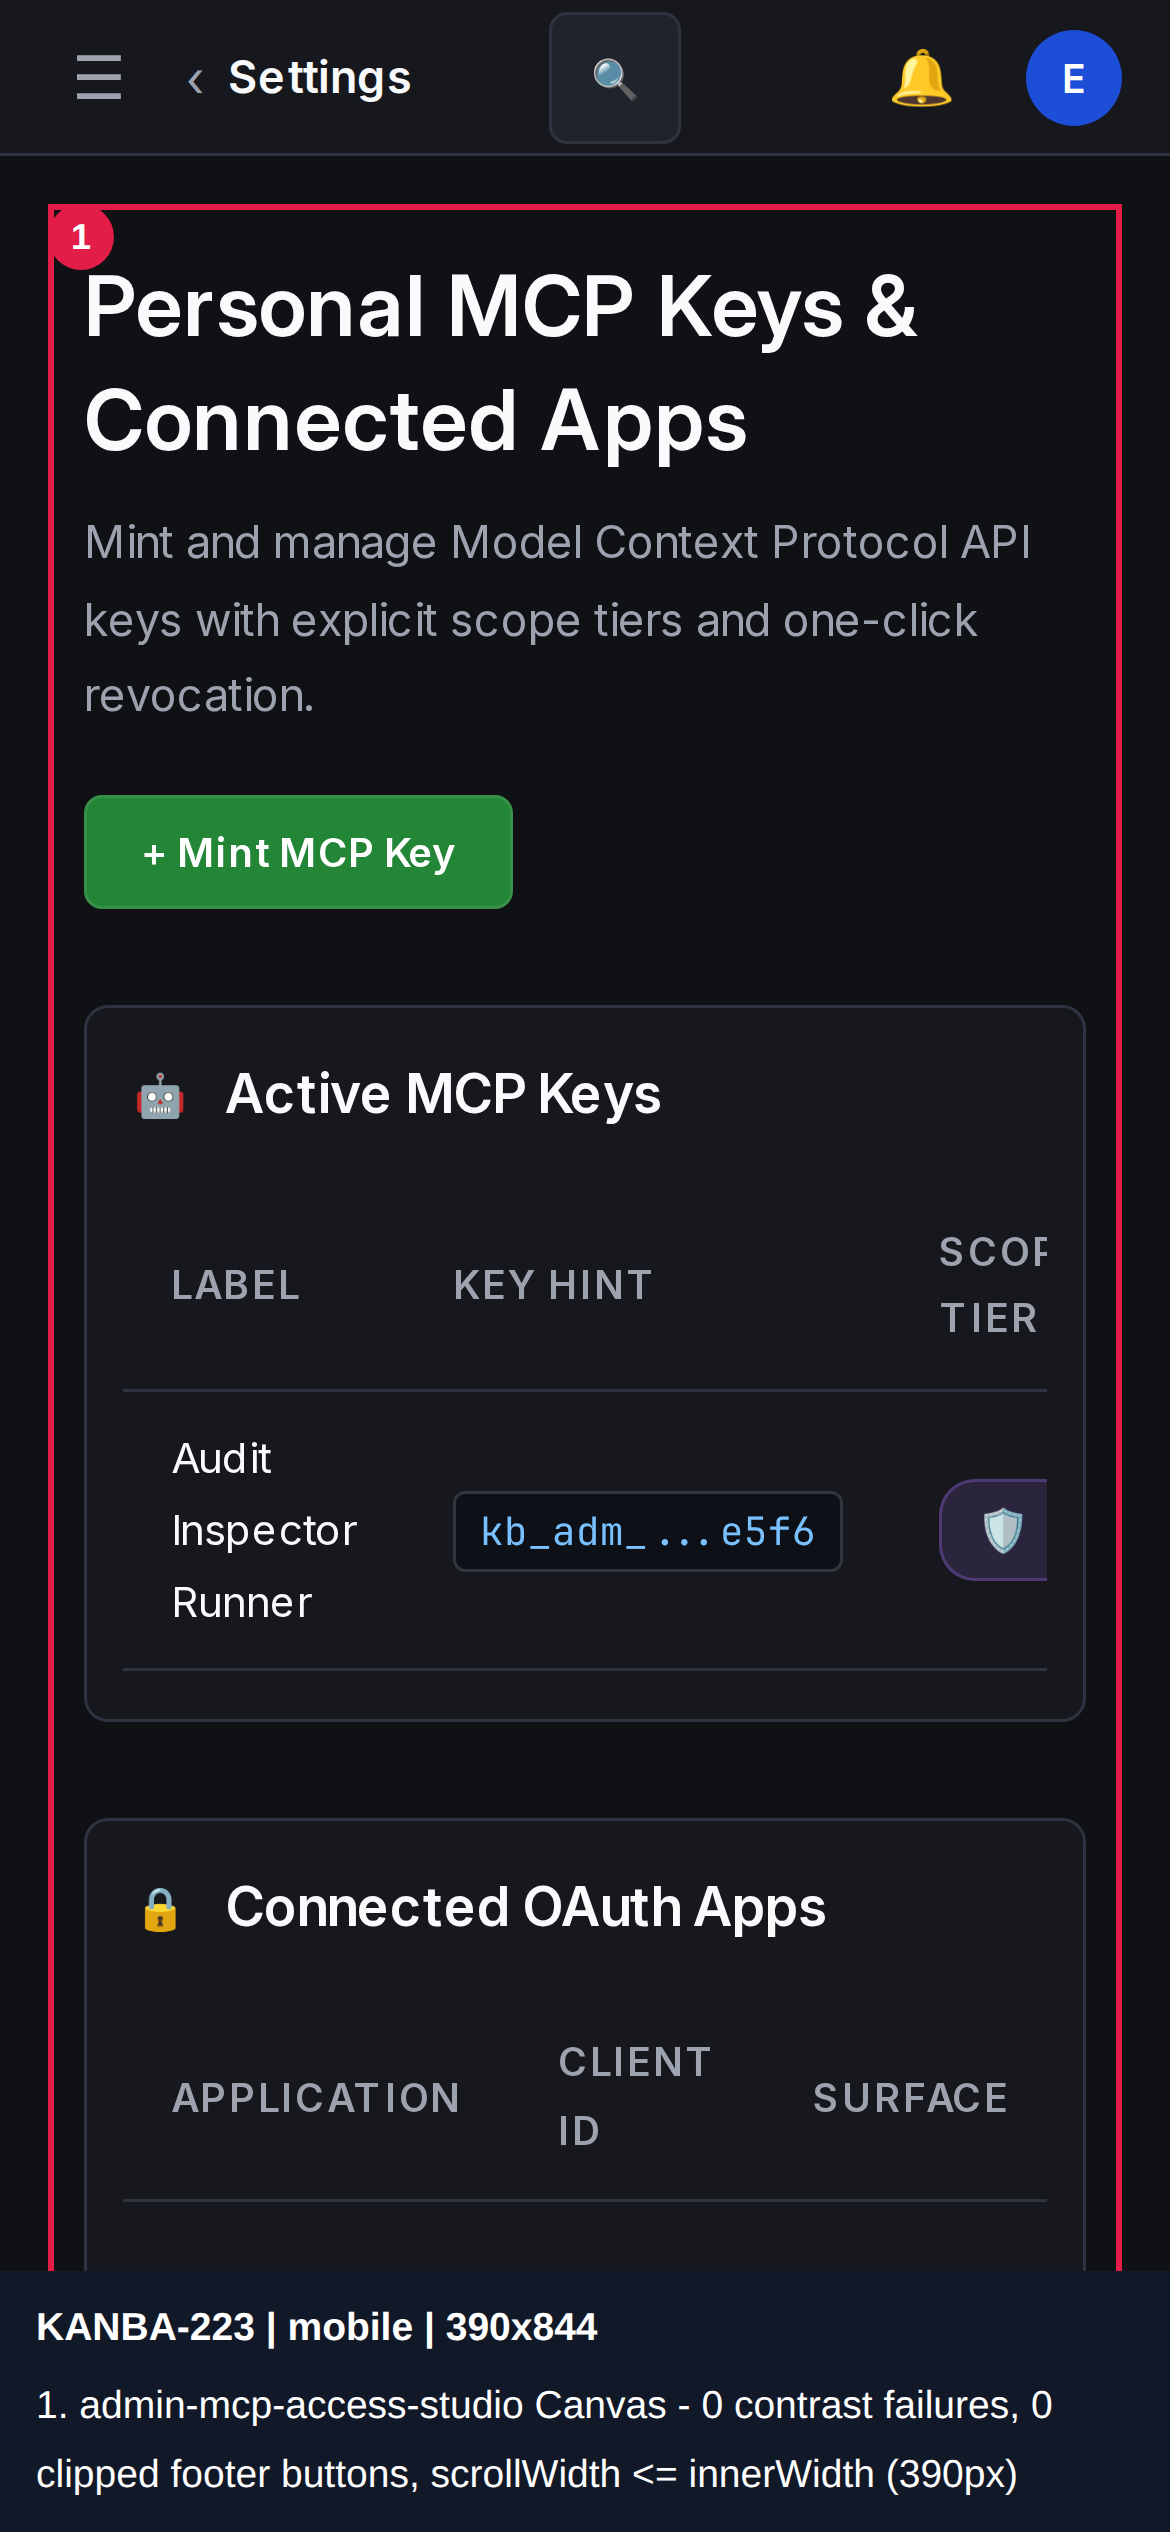 ‹ Settings
E
1
Personal MCP Keys &
Connected Apps
Mint and manage Model Context Protocol API
keys with explicit scope tiers and one-click
revocation.
+ Mint MCP Key
Active MCP Keys
LABEL
KEY HINT
TIER
Audit
Inspector
Runner
kb_adm_...e5f6
Connected OAuth Apps
APPLICATION
CLIENT
ID
SURFACE
KANBA-223 | mobile | 390x844
1. admin-mcp-access-studio Canvas - 0 contrast failures, 0
clipped footer buttons, scrollWidth <= innerWidth (390px)